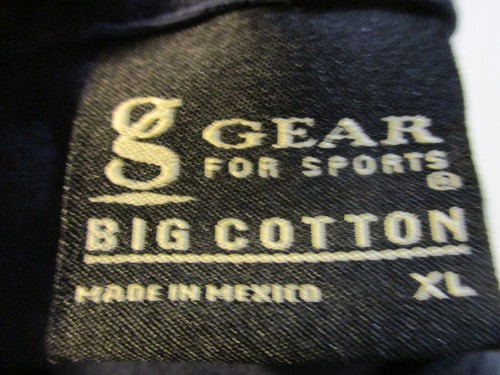 g GEAR
FOR SPORTS®
BIG COTTON
MADE IN MEXICO XL